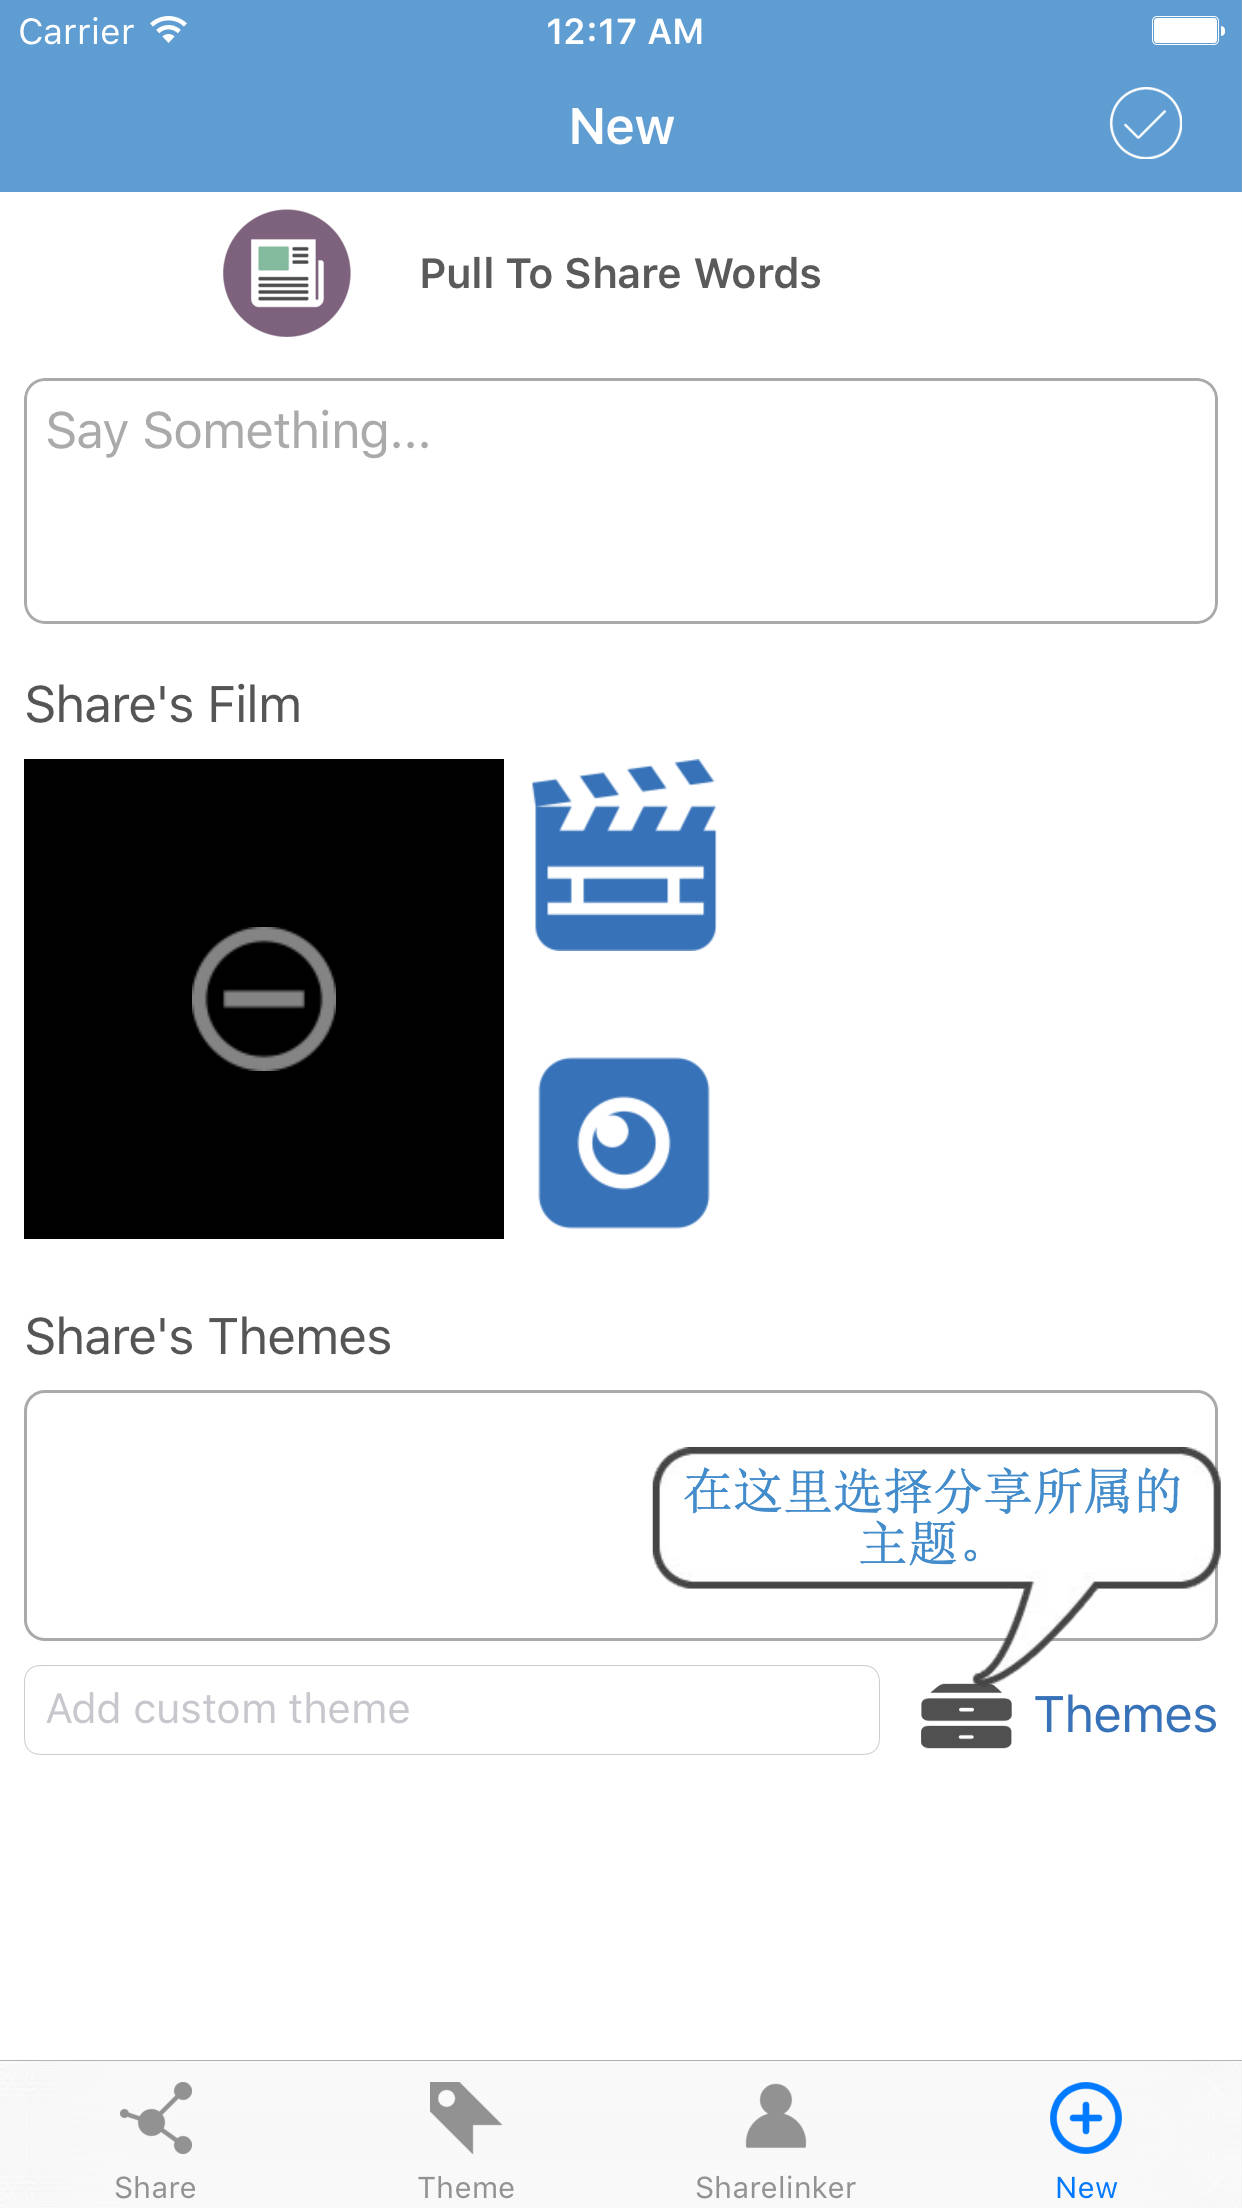 Carrier
12:17 AM
New
Pull To Share Words
Say Something...
Share's Film
Share's Themes
在这里选择分享所属的
主题。
Add custom theme
Themes
Share
Theme
Sharelinker
New